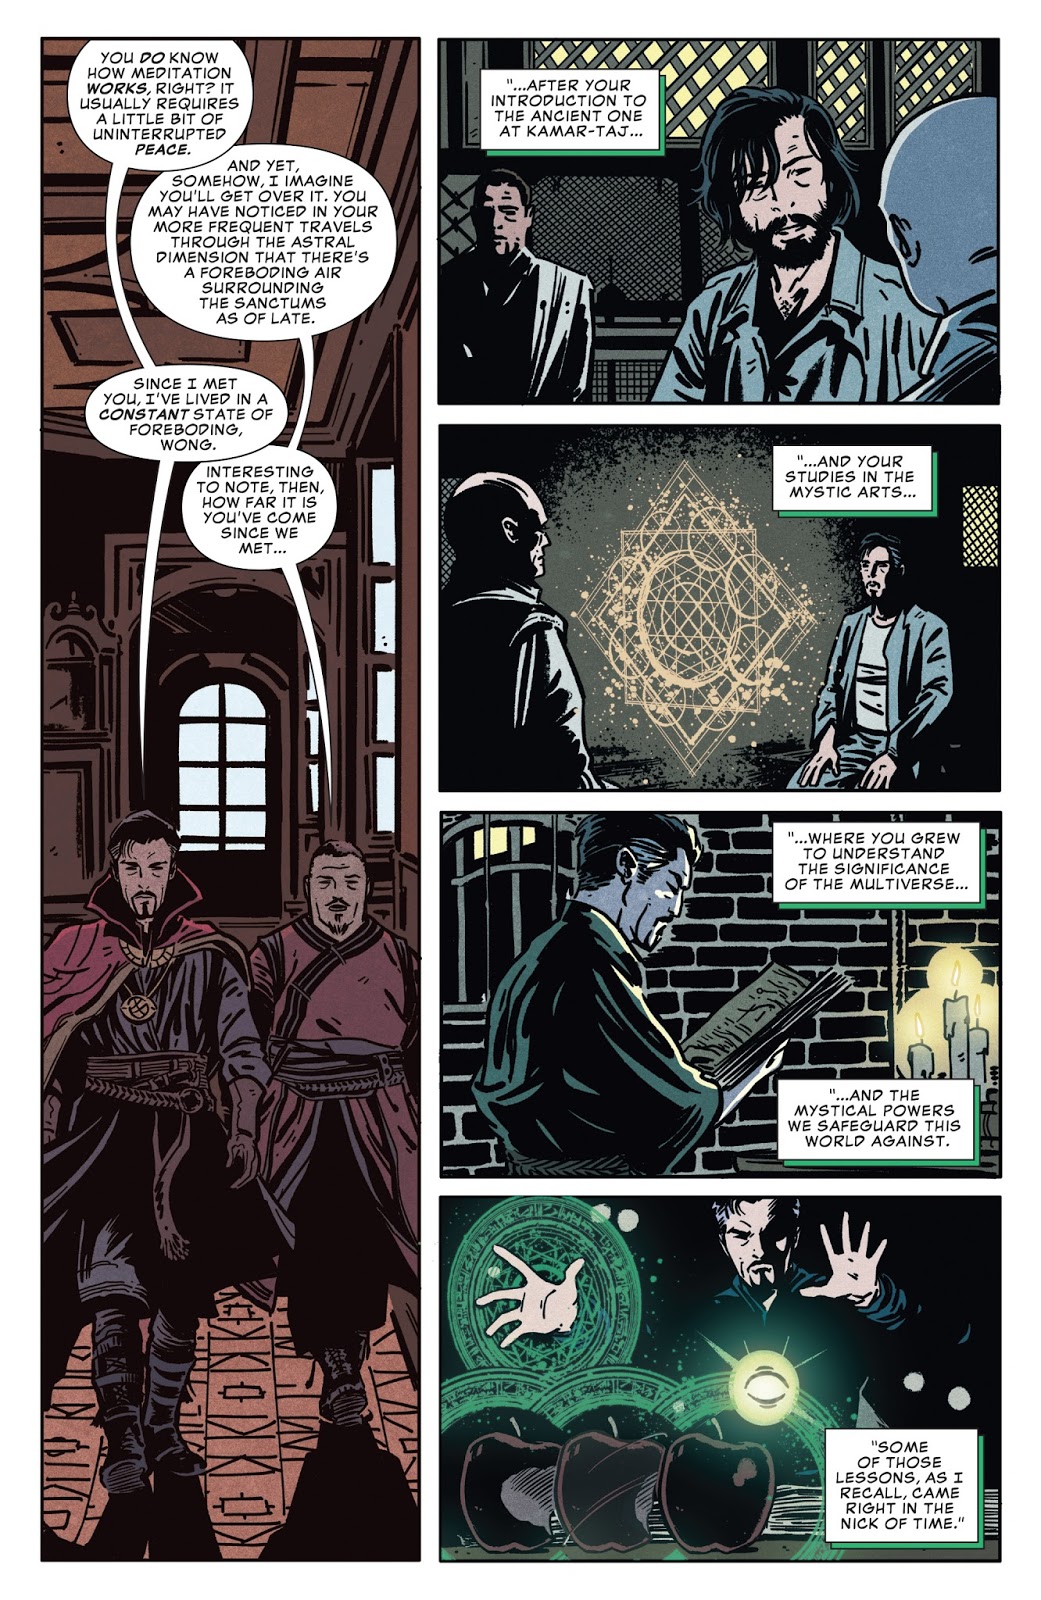 YOU DO KNOW
HOW MEDITATION
WORKS, RIGHT? IT
USUALLY REQUIRES
A LITTLE BIT OF
UNINTERRUPTED
PEACE.
AND YET,
SOMEHOW, I IMAGINE
YOU'LL GET OVER IT. YOU
MAY HAVE NOTICED IN YOUR
MORE FREQUENT TRAVELS
THROUGH THE ASTRAL
DIMENSION THAT THERE'S
A FOREBODING AIR
SURROUNDING
THE SANCTUMS
AS OF LATE.
SINCE I MET
YOU, I'VE LIVED IN A
CONSTANT STATE OF
FOREBODING,
WONG.
INTERESTING
TO NOTE, THEN,
HOW FAR IT IS
YOU'VE COME
SINCE WE
MET...
"...AFTER YOUR
INTRODUCTION TO
THE ANCIENT ONE
AT KAMAR-TAJ...
"...AND YOUR
STUDIES IN THE
MYSTIC ARTS...
"...WHERE YOU GREW
TO UNDERSTAND
THE SIGNIFICANCE
OF THE MULTIVERSE...
"...AND THE
MYSTICAL POWERS
WE SAFEGUARD THIS
WORLD AGAINST.
"SOME
OF THOSE
LESSONS, AS I
RECALL, CAME
RIGHT IN THE
NICK OF TIME."